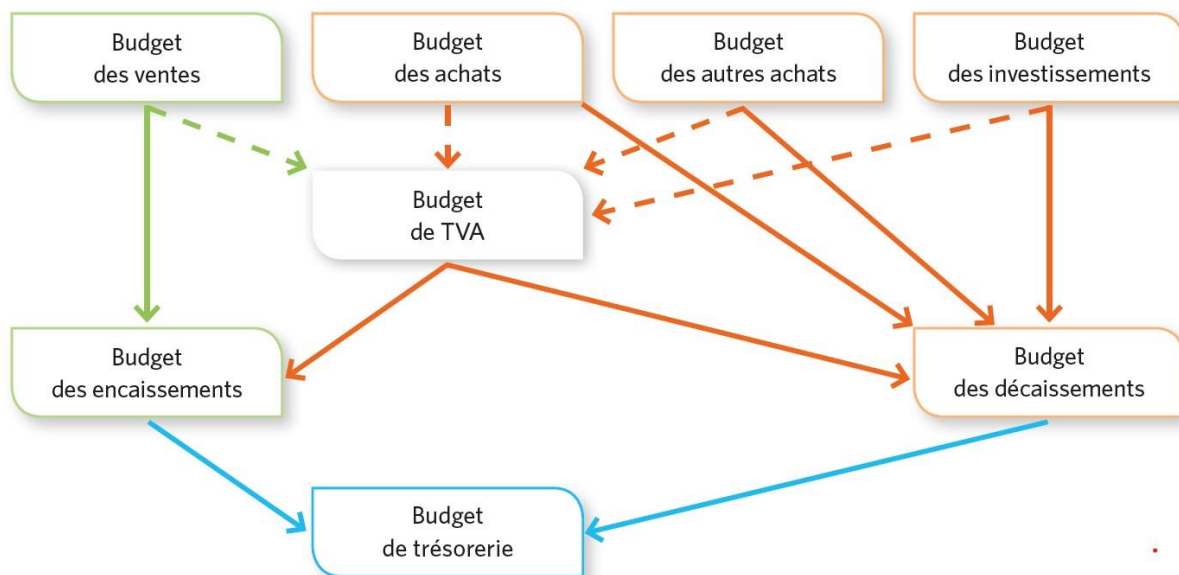 Budget
des ventes
Budget
des achats
Budget
des autres achats
Budget
des investissements
Budget
de TVA
Budget
des encaissements
Budget
des décaissements
Budget
de trésorerie